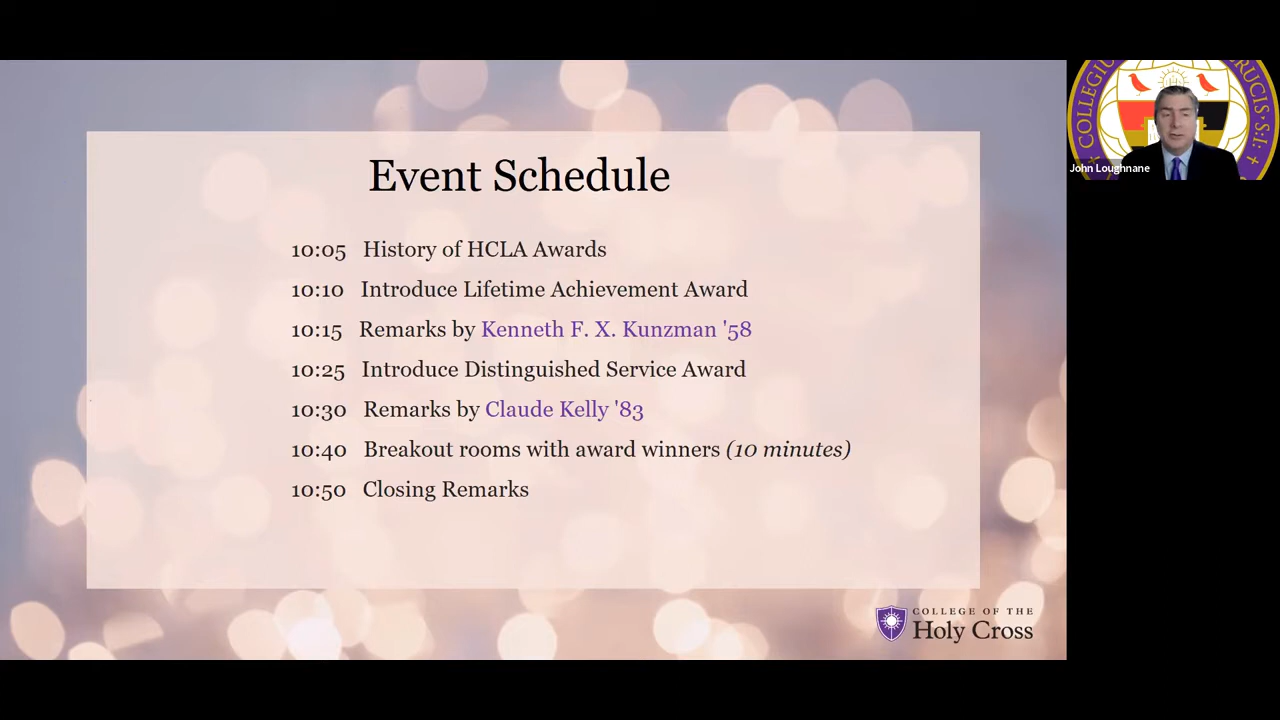 Event Schedule
10:05 History of HCLA Awards
10:10 Introduce Lifetime Achievement Award
10:15 Remarks by Kenneth F. X. Kunzman '58
10:25 Introduce Distinguished Service Award
10:30 Remarks by Claude Kelly '83
10:40 Breakout rooms with award winners (10 minutes)
10:50 Closing Remarks
COLLEGE OF THE
Holy Cross
COLLEGIU
RUCIS·S·I·
John Loughnane